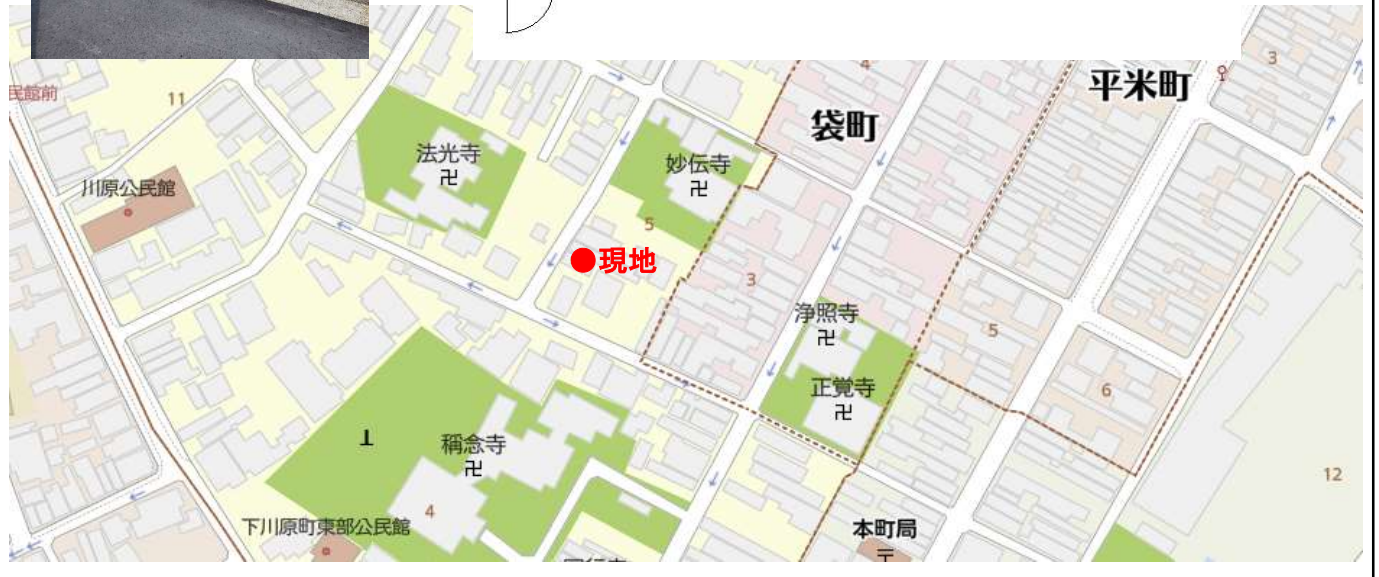 平米町
3
4
民館前
11
袋町
法光寺
卍
妙伝寺
卍
川原公民館
5
●現地
3
浄照寺
卍
5
正覚寺
卍
6
稱念寺
卍
12
4
下川原町東部公民館
本町局
〒